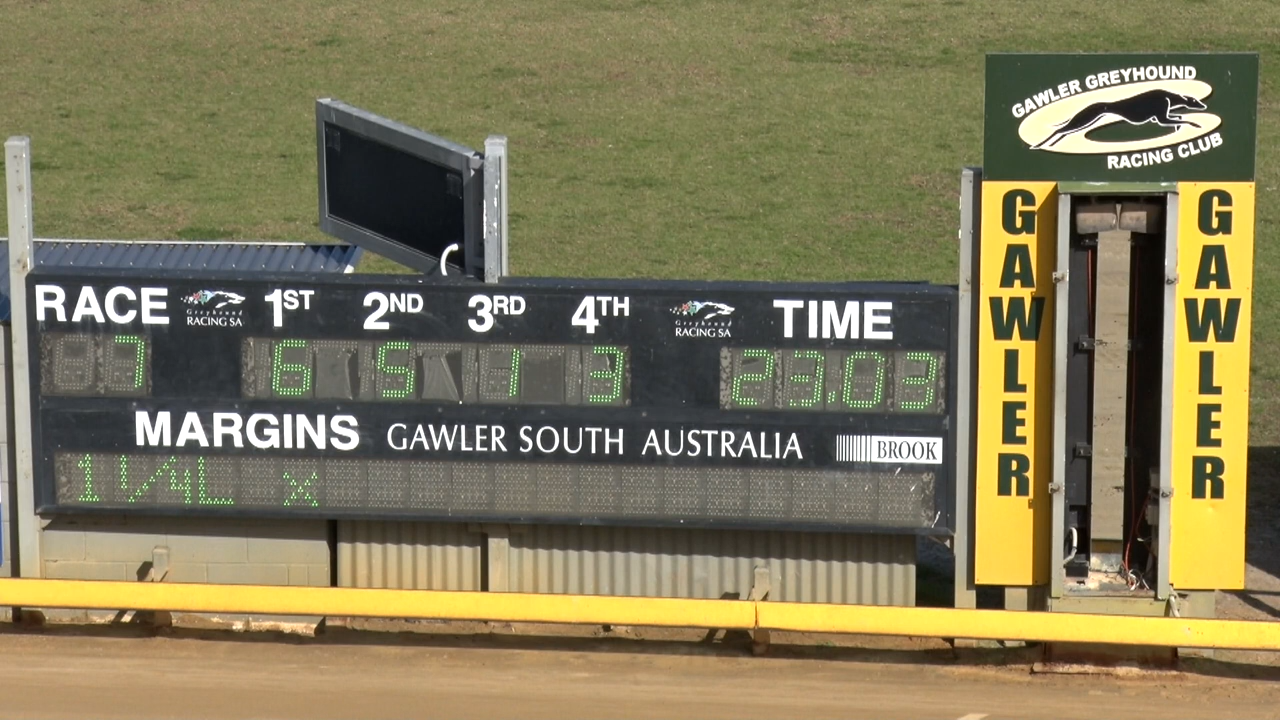 GAWLER GREYHOUND
RACING CLUB
RACE Greyhound RACING SA 1ST 2ND 3RD 4TH Greyhound RACING SA TIME
7 6 5 1 3 23.03
MARGINS GAWLER SOUTH AUSTRALIA BROOK
1 1/4L x
GAWLER
GAWLER